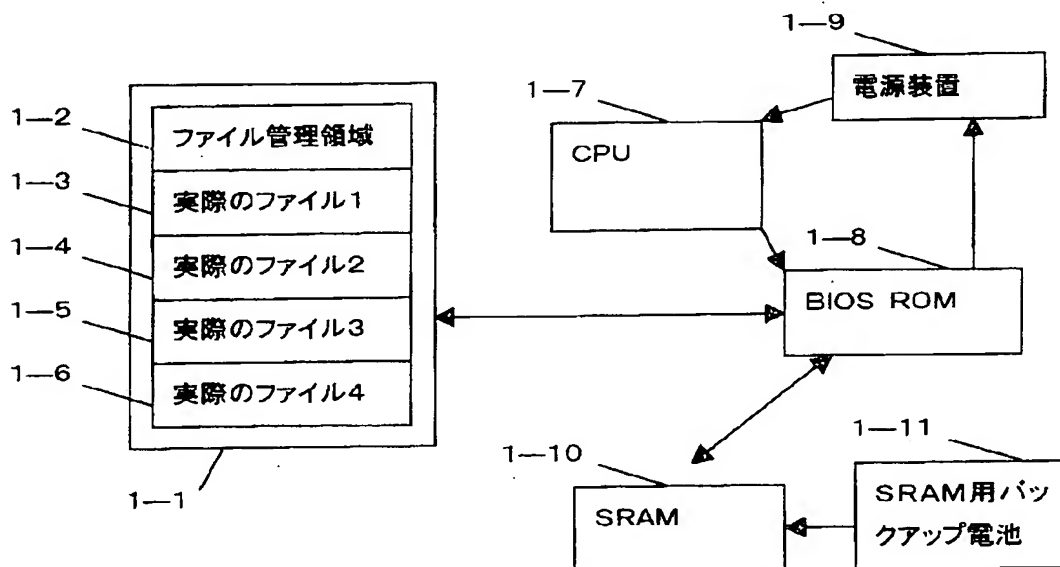 1—9
電源装置
1—7
CPU
1—2
ファイル管理領域
1—3
実際のファイル1
1—4
実際のファイル2
1—5
実際のファイル3
1—6
実際のファイル4
1—1
1—8
BIOS ROM
1—10
SRAM
1—11
SRAM用バッ
クアップ電池